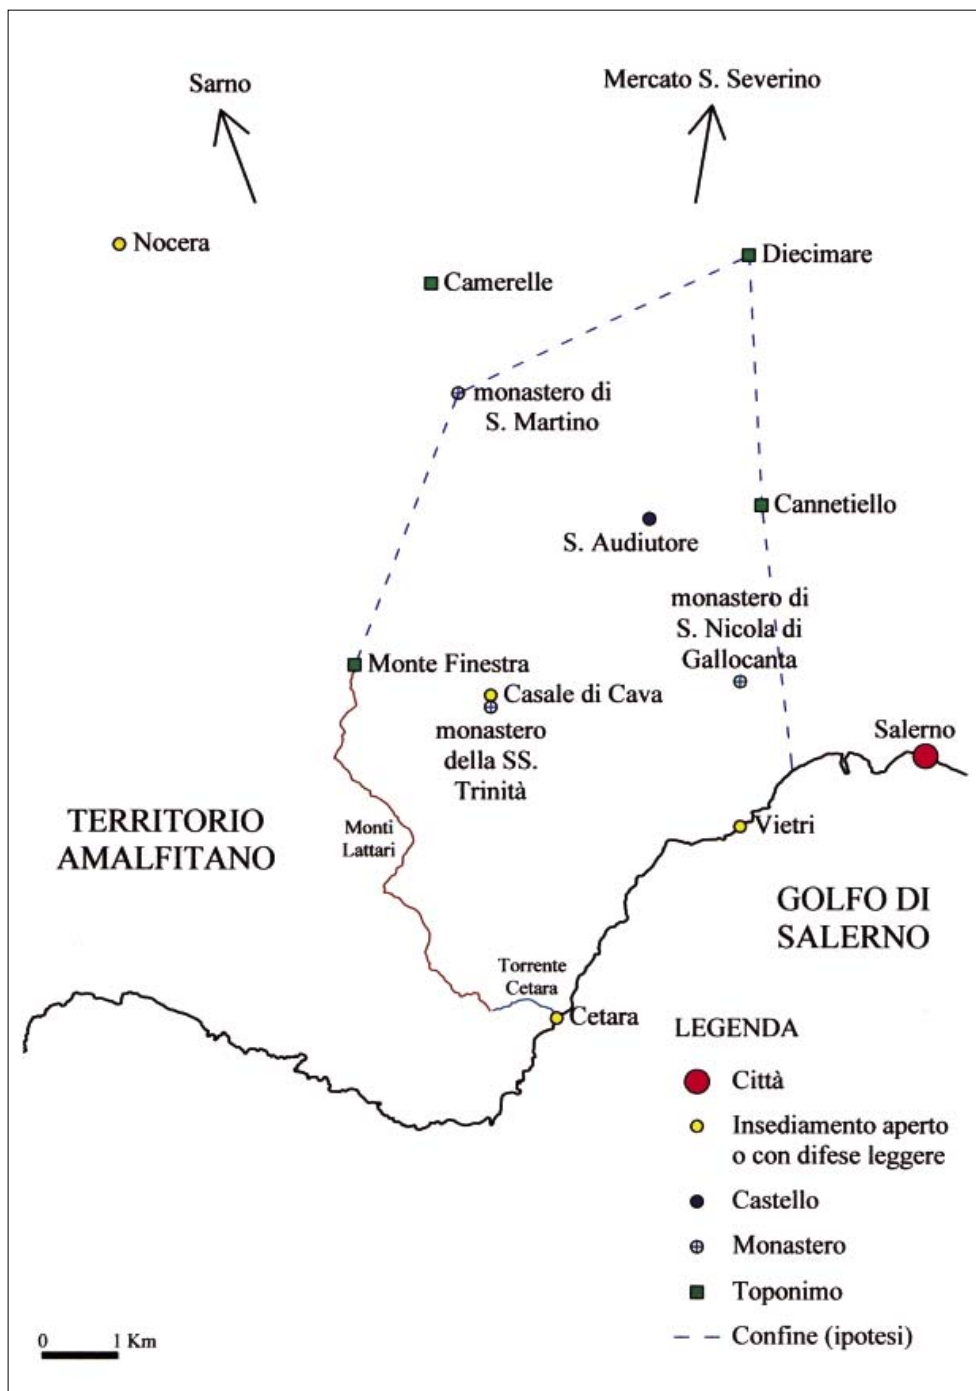 Sarno
Mercato S. Severino
Nocera
Diecimare
Camerelle
monastero di
S. Martino
Cannetiello
S. Audiutore
monastero di
S. Nicola di
Gallocanta
Monte Finestra
Casale di Cava
monastero
della SS.
Trinità
Salerno
TERRITORIO
AMALFITANO
Monti
Lattari
Vietri
GOLFO DI
SALERNO
Torrente
Cetara
Cetara
LEGENDA
Città
Insediamento aperto
o con difese leggere
Castello
Monastero
Toponimo
Confine (ipotesi)
0 1 Km